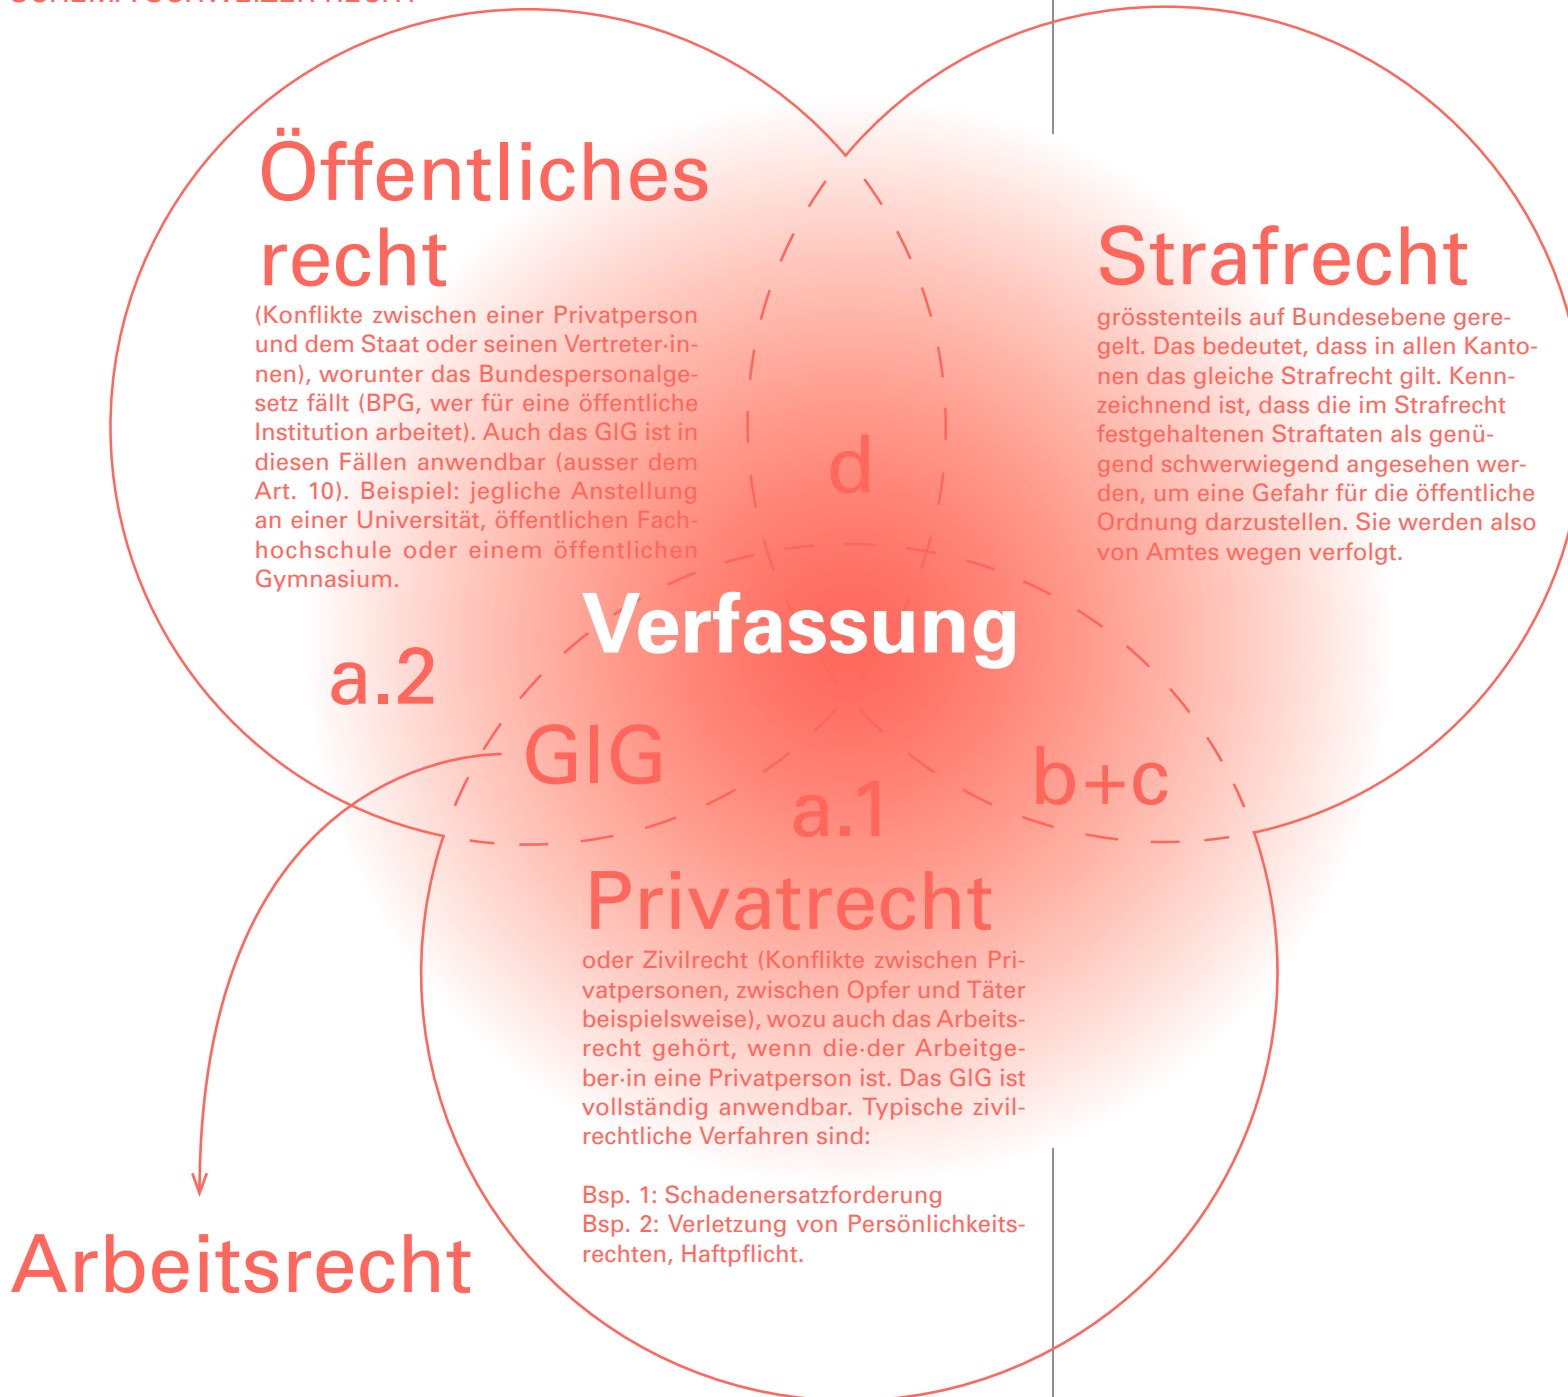 SCHEMA SCHWEIZER RECHT
Öffentliches
recht
(Konflikte zwischen einer Privatperson
und dem Staat oder seinen Vertreter·in-
nen), worunter das Bundespersonalge-
setz fällt (BPG, wer für eine öffentliche
Institution arbeitet). Auch das GIG ist in
diesen Fällen anwendbar (ausser dem
Art. 10). Beispiel: jegliche Anstellung
an einer Universität, öffentlichen Fach-
hochschule oder einem öffentlichen
Gymnasium.
Strafrecht
grösstenteils auf Bundesebene gere-
gelt. Das bedeutet, dass in allen Kanto-
nen das gleiche Strafrecht gilt. Kenn-
zeichnend ist, dass die im Strafrecht
festgehaltenen Straftaten als genü-
gend schwerwiegend angesehen wer-
den, um eine Gefahr für die öffentliche
Ordnung darzustellen. Sie werden also
von Amtes wegen verfolgt.
d
Verfassung
a.2
GIG
b+c
a.1
Privatrecht
oder Zivilrecht (Konflikte zwischen Pri-
vatpersonen, zwischen Opfer und Täter
beispielsweise), wozu auch das Arbeits-
recht gehört, wenn die·der Arbeitge-
ber·in eine Privatperson ist. Das GIG ist
vollständig anwendbar. Typische zivil-
rechtliche Verfahren sind:
Bsp. 1: Schadenersatzforderung
Bsp. 2: Verletzung von Persönlichkeits-
rechten, Haftpflicht.
Arbeitsrecht